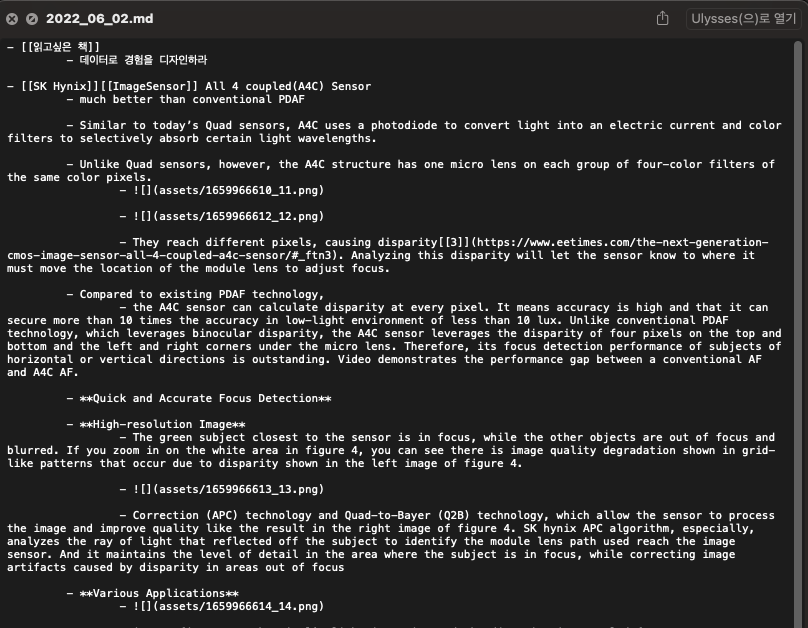 2022_06_02.md
Ulysses(으)로 열기
- [[읽고싶은 책]]
- 데이터로 경험을 디자인하라
- [[SK Hynix]][[ImageSensor]] All 4 coupled(A4C) Sensor
- much better than conventional PDAF
- Similar to today's Quad sensors, A4C uses a photodiode to convert light into an electric current and color
filters to selectively absorb certain light wavelengths.
- Unlike Quad sensors, however, the A4C structure has one micro lens on each group of four-color filters of
the same color pixels.
- ![](assets/1659966610_11.png)
- ![](assets/1659966612_12.png)
- They reach different pixels, causing disparity[[3]](https://www.eetimes.com/the-next-generation-
cmos-image-sensor-all-4-coupled-a4c-sensor/#_ftn3). Analyzing this disparity will let the sensor know to where it
must move the location of the module lens to adjust focus.
- Compared to existing PDAF technology,
- the A4C sensor can calculate disparity at every pixel. It means accuracy is high and that it can
secure more than 10 times the accuracy in low-light environment of less than 10 lux. Unlike conventional PDAF
technology, which leverages binocular disparity, the A4C sensor leverages the disparity of four pixels on the top and
bottom and the left and right corners under the micro lens. Therefore, its focus detection performance of subjects of
horizontal or vertical directions is outstanding. Video demonstrates the performance gap between a conventional AF
and A4C AF.
- **Quick and Accurate Focus Detection**
- **High-resolution Image**
- The green subject closest to the sensor is in focus, while the other objects are out of focus and
blurred. If you zoom in on the white area in figure 4, you can see there is image quality degradation shown in grid-
like patterns that occur due to disparity shown in the left image of figure 4.
- ![](assets/1659966613_13.png)
- Correction (APC) technology and Quad-to-Bayer (Q2B) technology, which allow the sensor to process
the image and improve quality like the result in the right image of figure 4. SK hynix APC algorithm, especially,
analyzes the ray of light that reflected off the subject to identify the module lens path used reach the image
sensor. And it maintains the level of detail in the area where the subject is in focus, while correcting image
artifacts caused by disparity in areas out of focus
- **Various Applications**
- ![](assets/1659966614_14.png)